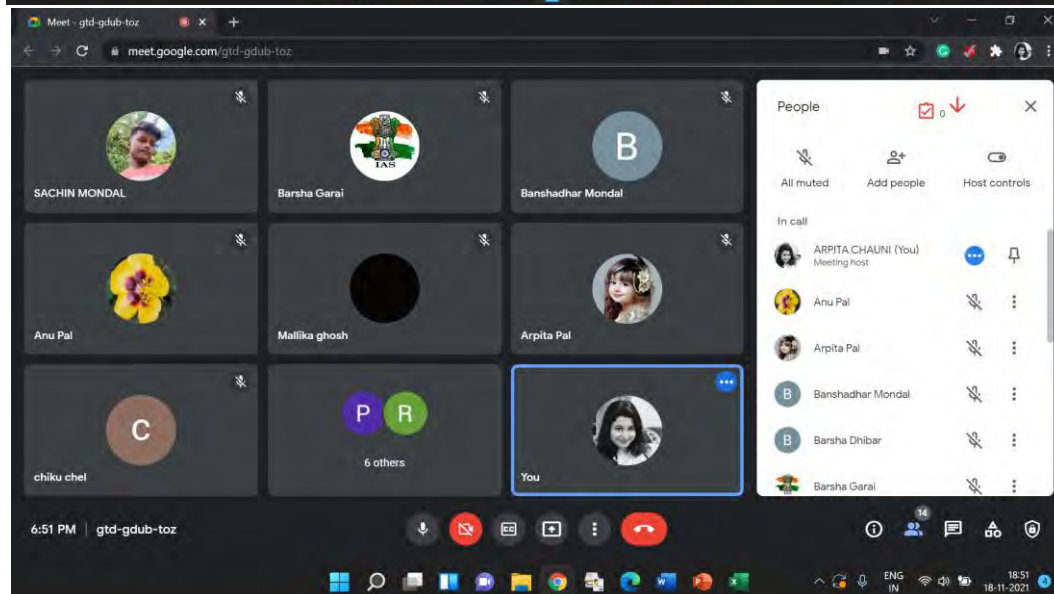 Meet - gtd-gdub-toz
meet.google.com/gtd-gdub-toz
SACHIN MONDAL
IAS
Barsha Garai
B
Banshadhar Mondal
Anu Pal
Mallika ghosh
Arpita Pal
C
chiku chel
P R
6 others
You
People
0
All muted
Add people
Host controls
In call
ARPITA CHAUNI (You)
Meeting host
Anu Pal
Arpita Pal
B
Banshadhar Mondal
B
Barsha Dhibar
Barsha Garai
6:51 PM | gtd-gdub-toz
CC
14
ENG
IN
18:51
18-11-2021
4